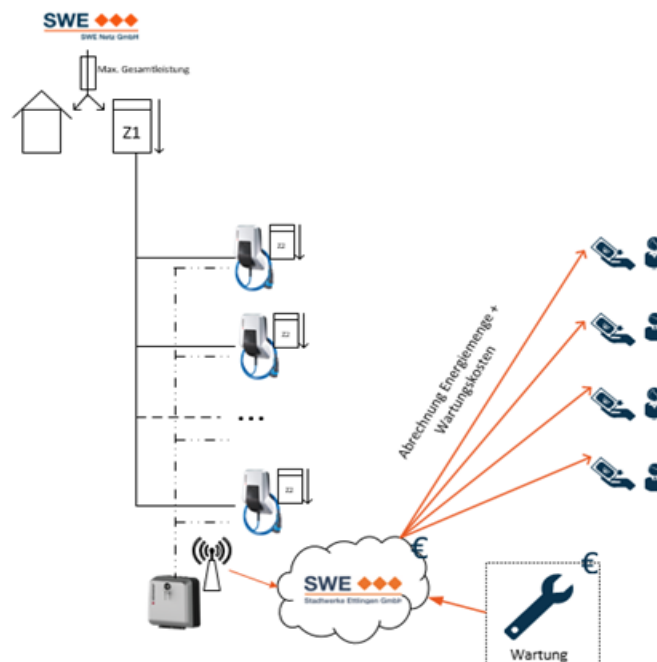 SWE
SWE Netz GmbH
Max. Gesamtleistung
Z1
Z2
Z2
...
Z2
Abrechnung Energiemenge +
Wartungskosten
€
SWE
Stadtwerke Ettlingen GmbH
€
Wartung